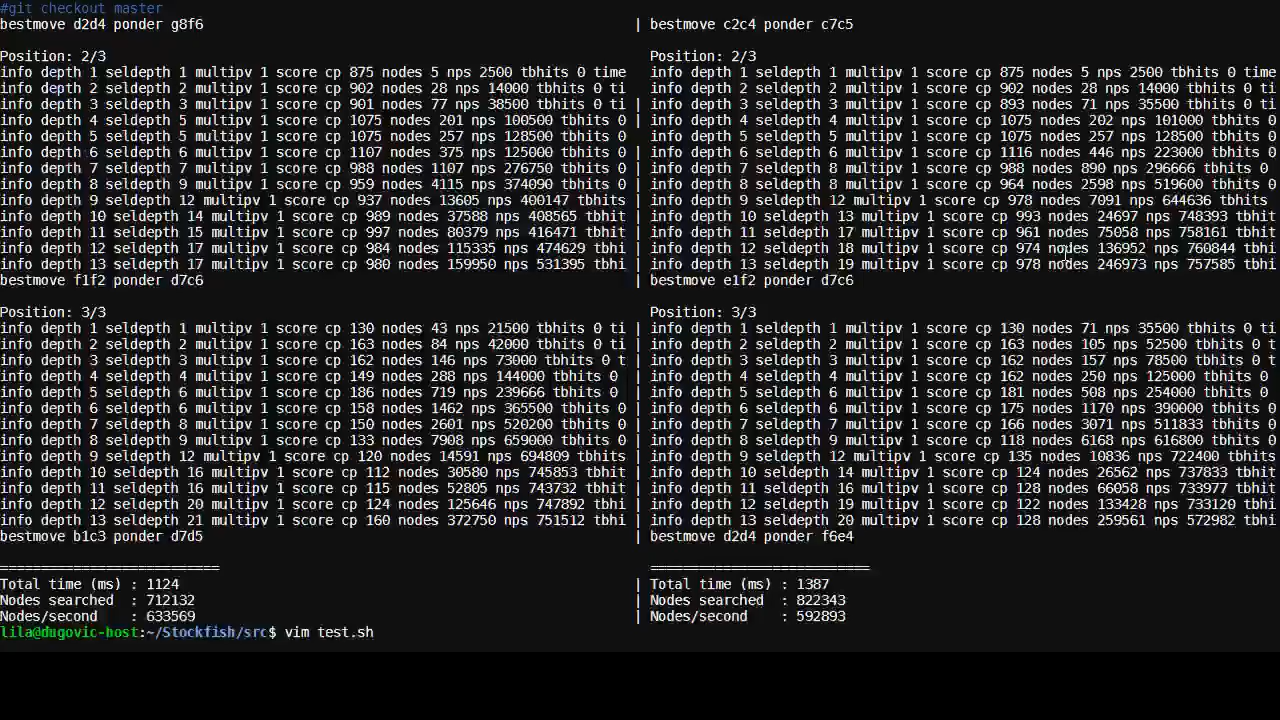 #git checkout master
bestmove d2d4 ponder g8f6 | bestmove c2c4 ponder c7c5
Position: 2/3 Position: 2/3
info depth 1 seldepth 1 multipv 1 score cp 875 nodes 5 nps 2500 tbhits 0 time info depth 1 seldepth 1 multipv 1 score cp 875 nodes 5 nps 2500 tbhits 0 time
info depth 2 seldepth 2 multipv 1 score cp 902 nodes 28 nps 14000 tbhits 0 ti info depth 2 seldepth 2 multipv 1 score cp 902 nodes 28 nps 14000 tbhits 0 ti
info depth 3 seldepth 3 multipv 1 score cp 901 nodes 77 nps 38500 tbhits 0 ti | info depth 3 seldepth 3 multipv 1 score cp 893 nodes 71 nps 35500 tbhits 0 ti
info depth 4 seldepth 5 multipv 1 score cp 1075 nodes 201 nps 100500 tbhits 0 | info depth 4 seldepth 4 multipv 1 score cp 1075 nodes 202 nps 101000 tbhits 0
info depth 5 seldepth 5 multipv 1 score cp 1075 nodes 257 nps 128500 tbhits 0 info depth 5 seldepth 5 multipv 1 score cp 1075 nodes 257 nps 128500 tbhits 0
info depth 6 seldepth 6 multipv 1 score cp 1107 nodes 375 nps 125000 tbhits 0 | info depth 6 seldepth 6 multipv 1 score cp 1116 nodes 446 nps 223000 tbhits 0
info depth 7 seldepth 8 multipv 1 score cp 988 nodes 1107 nps 276750 tbhits 0 | info depth 7 seldepth 8 multipv 1 score cp 988 nodes 890 nps 296666 tbhits 0
info depth 8 seldepth 9 multipv 1 score cp 959 nodes 4115 nps 374090 tbhits 0 | info depth 8 seldepth 8 multipv 1 score cp 964 nodes 2598 nps 519600 tbhits 0
info depth 9 seldepth 12 multipv 1 score cp 937 nodes 13605 nps 400147 tbhits | info depth 9 seldepth 12 multipv 1 score cp 978 nodes 7091 nps 644636 tbhits 0
info depth 10 seldepth 14 multipv 1 score cp 989 nodes 37588 nps 408565 tbhit | info depth 10 seldepth 13 multipv 1 score cp 993 nodes 24697 nps 748393 tbhit
info depth 11 seldepth 15 multipv 1 score cp 997 nodes 80379 nps 416471 tbhit | info depth 11 seldepth 17 multipv 1 score cp 961 nodes 75058 nps 758161 tbhit
info depth 12 seldepth 17 multipv 1 score cp 984 nodes 115335 nps 474629 tbhi | info depth 12 seldepth 18 multipv 1 score cp 974 nodes 136952 nps 760844 tbhi
info depth 13 seldepth 17 multipv 1 score cp 980 nodes 159950 nps 531395 tbhi | info depth 13 seldepth 19 multipv 1 score cp 978 nodes 246973 nps 757585 tbhi
bestmove f1f2 ponder d7c6 | bestmove e1f2 ponder d7c6
Position: 3/3 Position: 3/3
info depth 1 seldepth 1 multipv 1 score cp 130 nodes 43 nps 21500 tbhits 0 ti | info depth 1 seldepth 1 multipv 1 score cp 130 nodes 71 nps 35500 tbhits 0 ti
info depth 2 seldepth 2 multipv 1 score cp 163 nodes 84 nps 42000 tbhits 0 ti | info depth 2 seldepth 2 multipv 1 score cp 163 nodes 105 nps 52500 tbhits 0 t
info depth 3 seldepth 3 multipv 1 score cp 162 nodes 146 nps 73000 tbhits 0 t | info depth 3 seldepth 3 multipv 1 score cp 162 nodes 157 nps 78500 tbhits 0 t
info depth 4 seldepth 4 multipv 1 score cp 149 nodes 288 nps 144000 tbhits 0 | info depth 4 seldepth 4 multipv 1 score cp 162 nodes 250 nps 125000 tbhits 0
info depth 5 seldepth 6 multipv 1 score cp 186 nodes 719 nps 239666 tbhits 0 | info depth 5 seldepth 6 multipv 1 score cp 181 nodes 508 nps 254000 tbhits 0
info depth 6 seldepth 6 multipv 1 score cp 158 nodes 1462 nps 365500 tbhits 0 | info depth 6 seldepth 6 multipv 1 score cp 175 nodes 1170 nps 390000 tbhits 0
info depth 7 seldepth 8 multipv 1 score cp 150 nodes 2601 nps 520200 tbhits 0 | info depth 7 seldepth 7 multipv 1 score cp 166 nodes 3071 nps 511833 tbhits 0
info depth 8 seldepth 9 multipv 1 score cp 133 nodes 7908 nps 659000 tbhits 0 | info depth 8 seldepth 9 multipv 1 score cp 118 nodes 6168 nps 616800 tbhits 0
info depth 9 seldepth 12 multipv 1 score cp 120 nodes 14591 nps 694809 tbhits | info depth 9 seldepth 12 multipv 1 score cp 135 nodes 10836 nps 722400 tbhits
info depth 10 seldepth 16 multipv 1 score cp 112 nodes 30580 nps 745853 tbhit | info depth 10 seldepth 14 multipv 1 score cp 124 nodes 26562 nps 737833 tbhit
info depth 11 seldepth 16 multipv 1 score cp 115 nodes 52805 nps 743732 tbhit | info depth 11 seldepth 16 multipv 1 score cp 128 nodes 66058 nps 733977 tbhit
info depth 12 seldepth 20 multipv 1 score cp 124 nodes 125646 nps 747892 tbhi | info depth 12 seldepth 19 multipv 1 score cp 122 nodes 133428 nps 733120 tbhi
info depth 13 seldepth 21 multipv 1 score cp 160 nodes 372750 nps 751512 tbhi | info depth 13 seldepth 20 multipv 1 score cp 128 nodes 259561 nps 572982 tbhi
bestmove b1c3 ponder d7d5 | bestmove d2d4 ponder f6e4
=========================== ===========================
Total time (ms) : 1124 | Total time (ms) : 1387
Nodes searched : 712132 | Nodes searched : 822343
Nodes/second : 633569 | Nodes/second : 592893
lila@dugovic-host:~/Stockfish/src$ vim test.sh